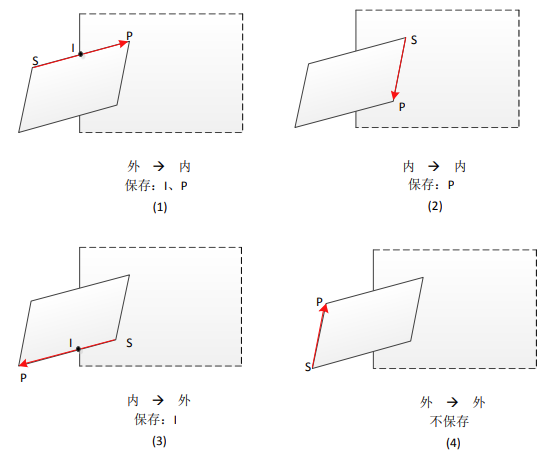 S I P
外 → 内
保存：I、P
(1)
S
P
内 → 内
保存：P
(2)
I S
P
内 → 外
保存：I
(3)
P
S
外 → 外
不保存
(4)